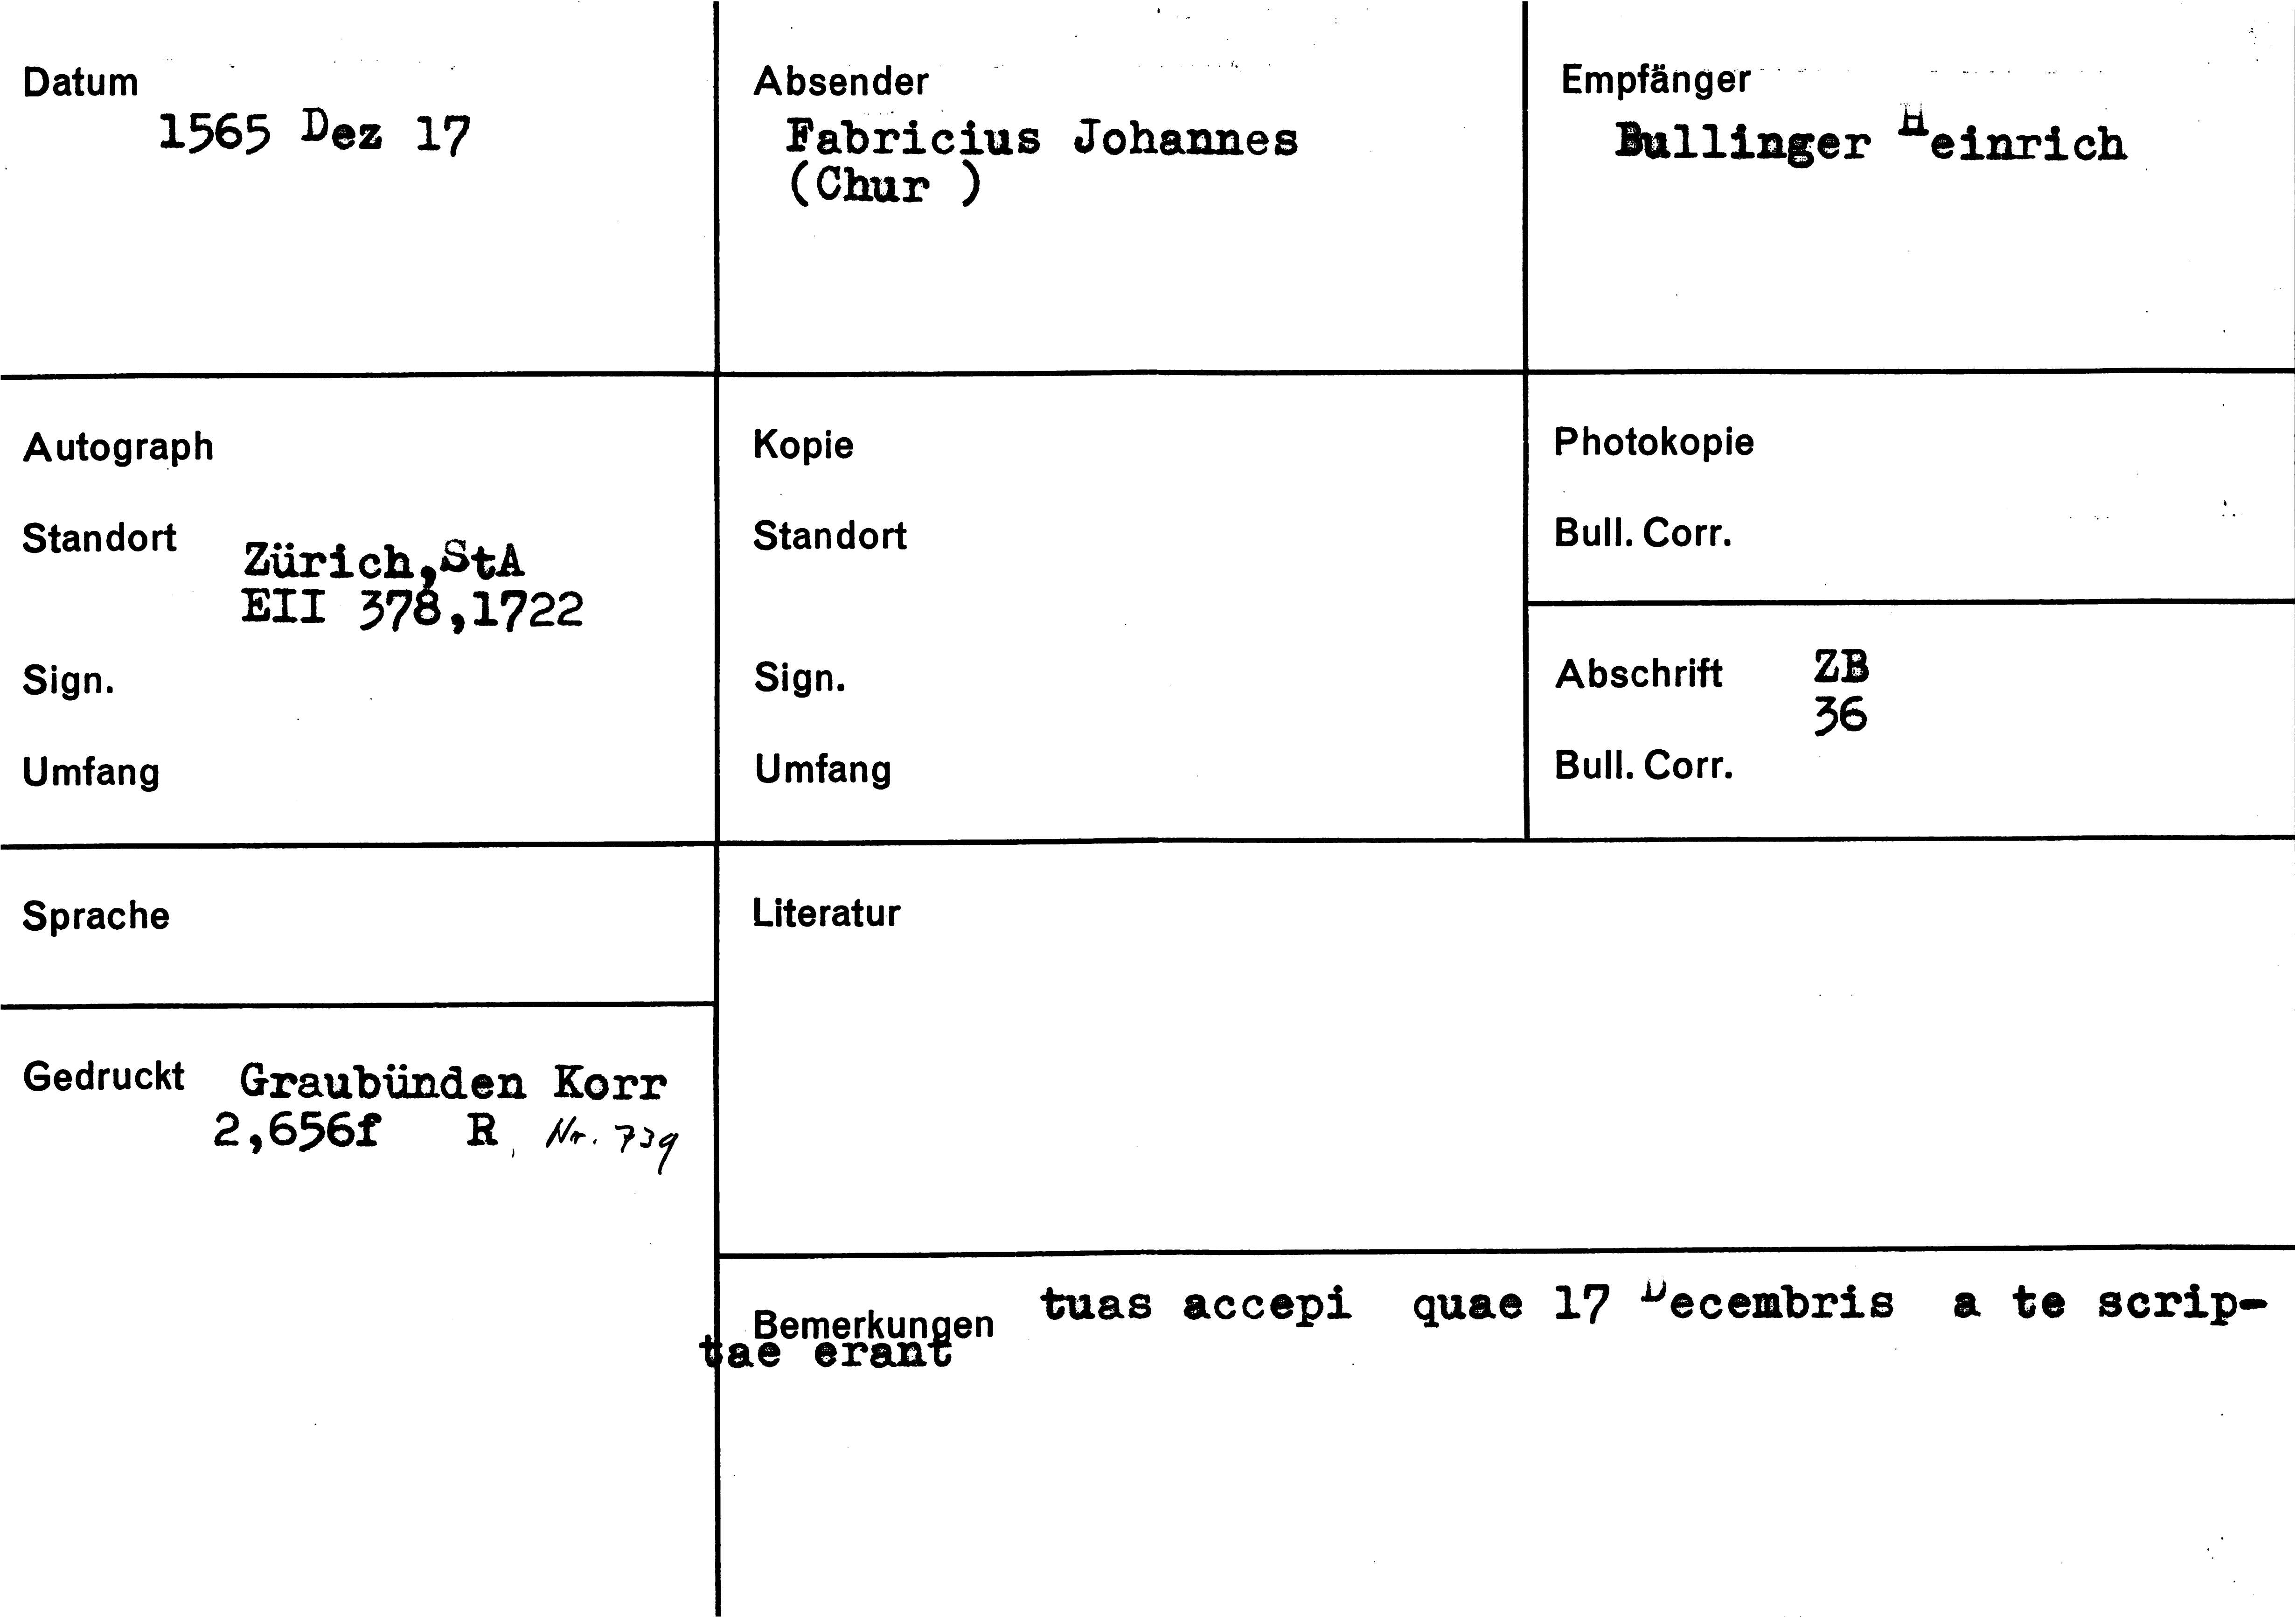 Datum
1565 Dez 17
Absender
Fabricius Johannes
(Chur )
Empfänger
Bullinger Heinrich
Autograph
Standort
Zürich,StA
EII 378,1722
Sign.
Umfang
Kopie
Standort
Sign.
Umfang
Photokopie
Bull. Corr.
Abschrift ZB
36
Bull. Corr.
Sprache
Gedruckt Graubünden Korr
2,656f R Nr. 739
Literatur
Bemerkungen tuas accepi quae 17 Decembris a te scrip-
tae erant